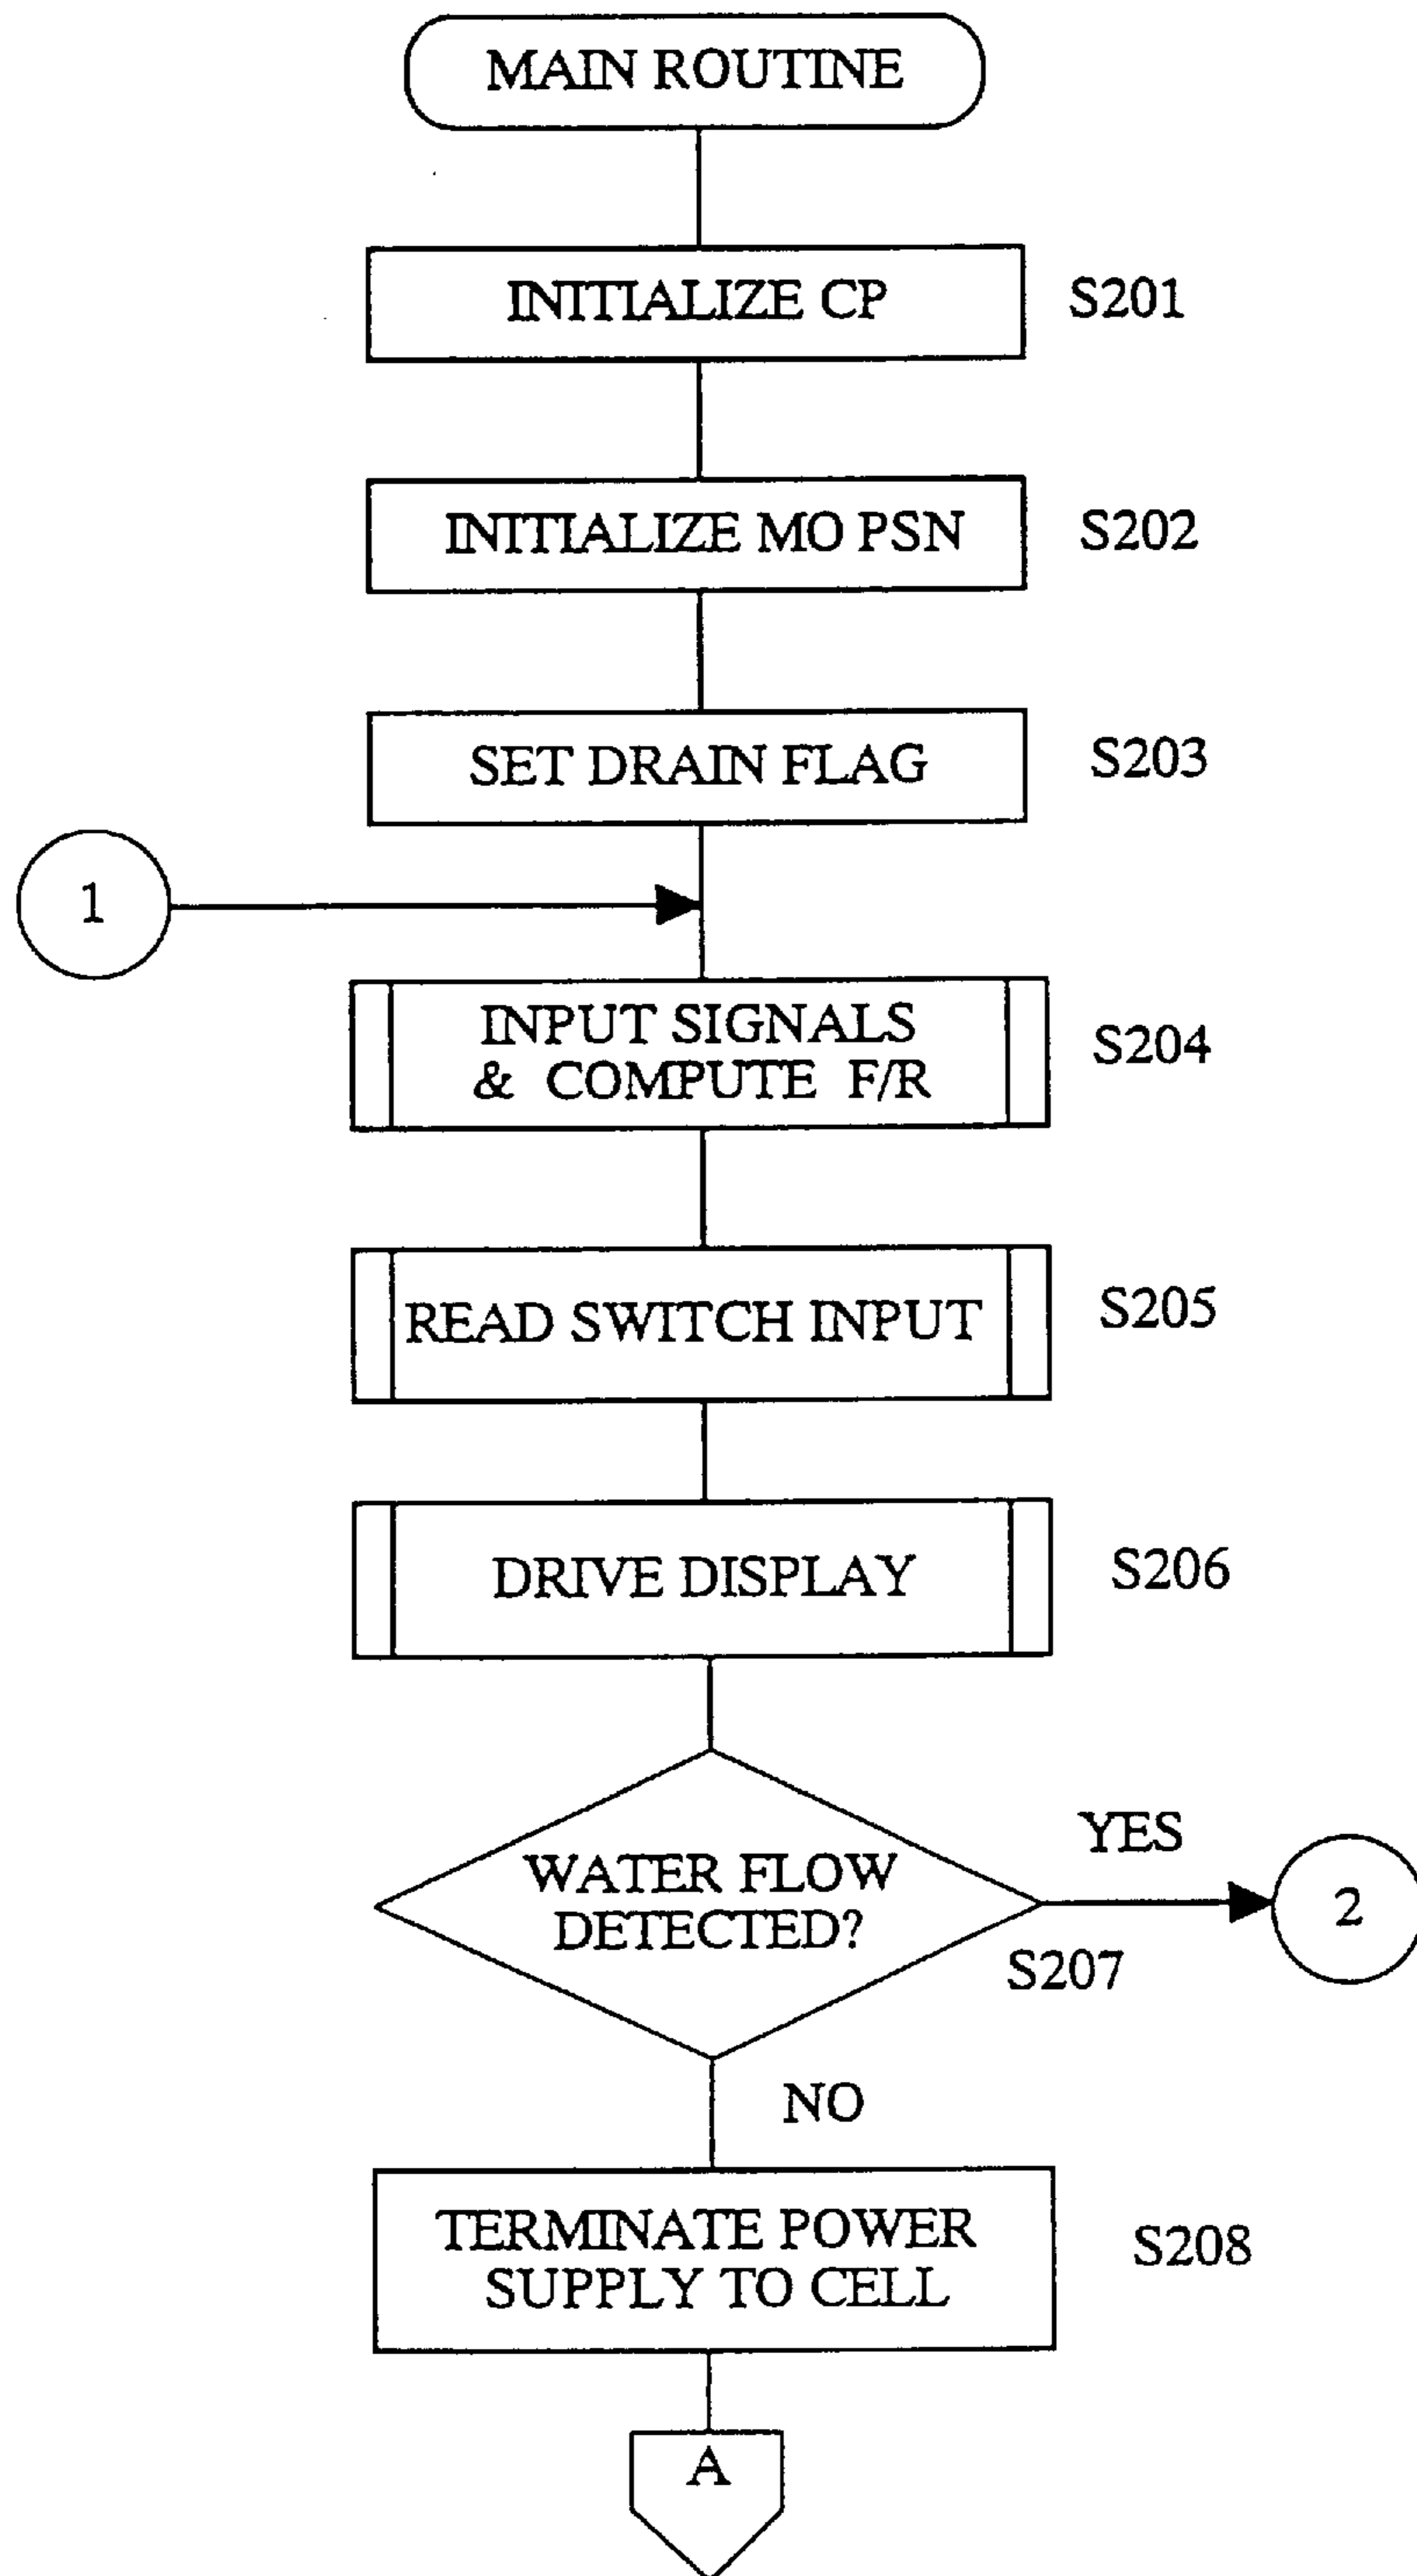 MAIN ROUTINE
INITIALIZE CP
S201
INITIALIZE MO PSN
S202
SET DRAIN FLAG
S203
1
INPUT SIGNALS
& COMPUTE F/R
S204
READ SWITCH INPUT
S205
DRIVE DISPLAY
S206
WATER FLOW
DETECTED?
YES
2
S207
NO
TERMINATE POWER
SUPPLY TO CELL
S208
A